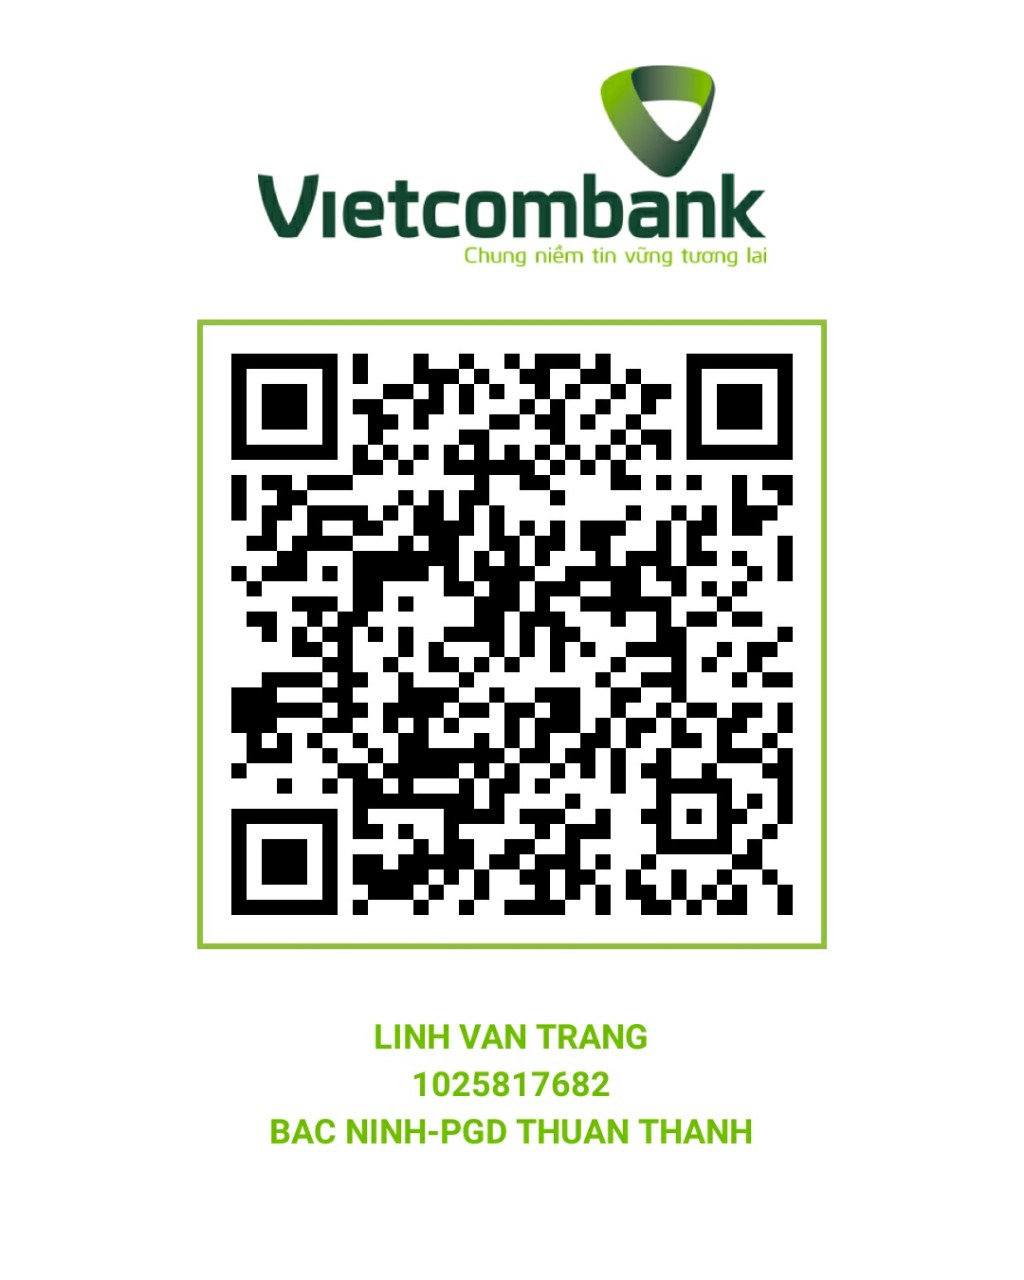 Vietcombank
Chung niềm tin vững tương lai
LINH VAN TRANG
1025817682
BAC NINH-PGD THUAN THANH